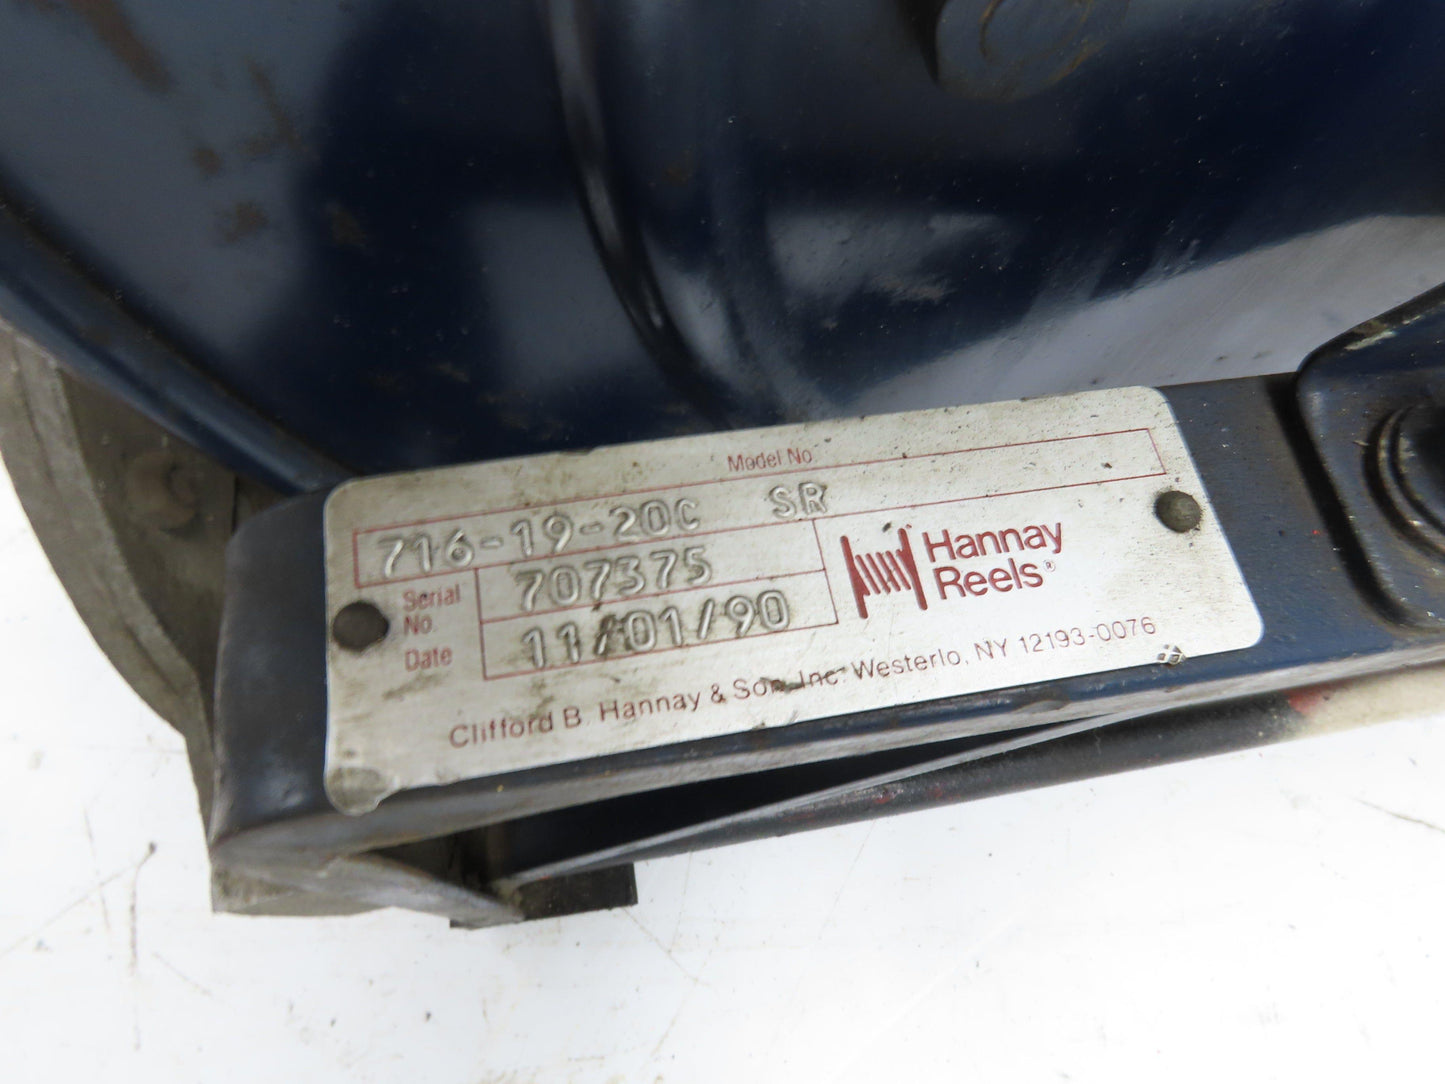 Model No.
716-19-20C SR
Serial No. 707375
Date 11/01/90
Hannay
Reels®
Clifford B. Hannay & Son, Inc. Westerlo, NY 12193-0076